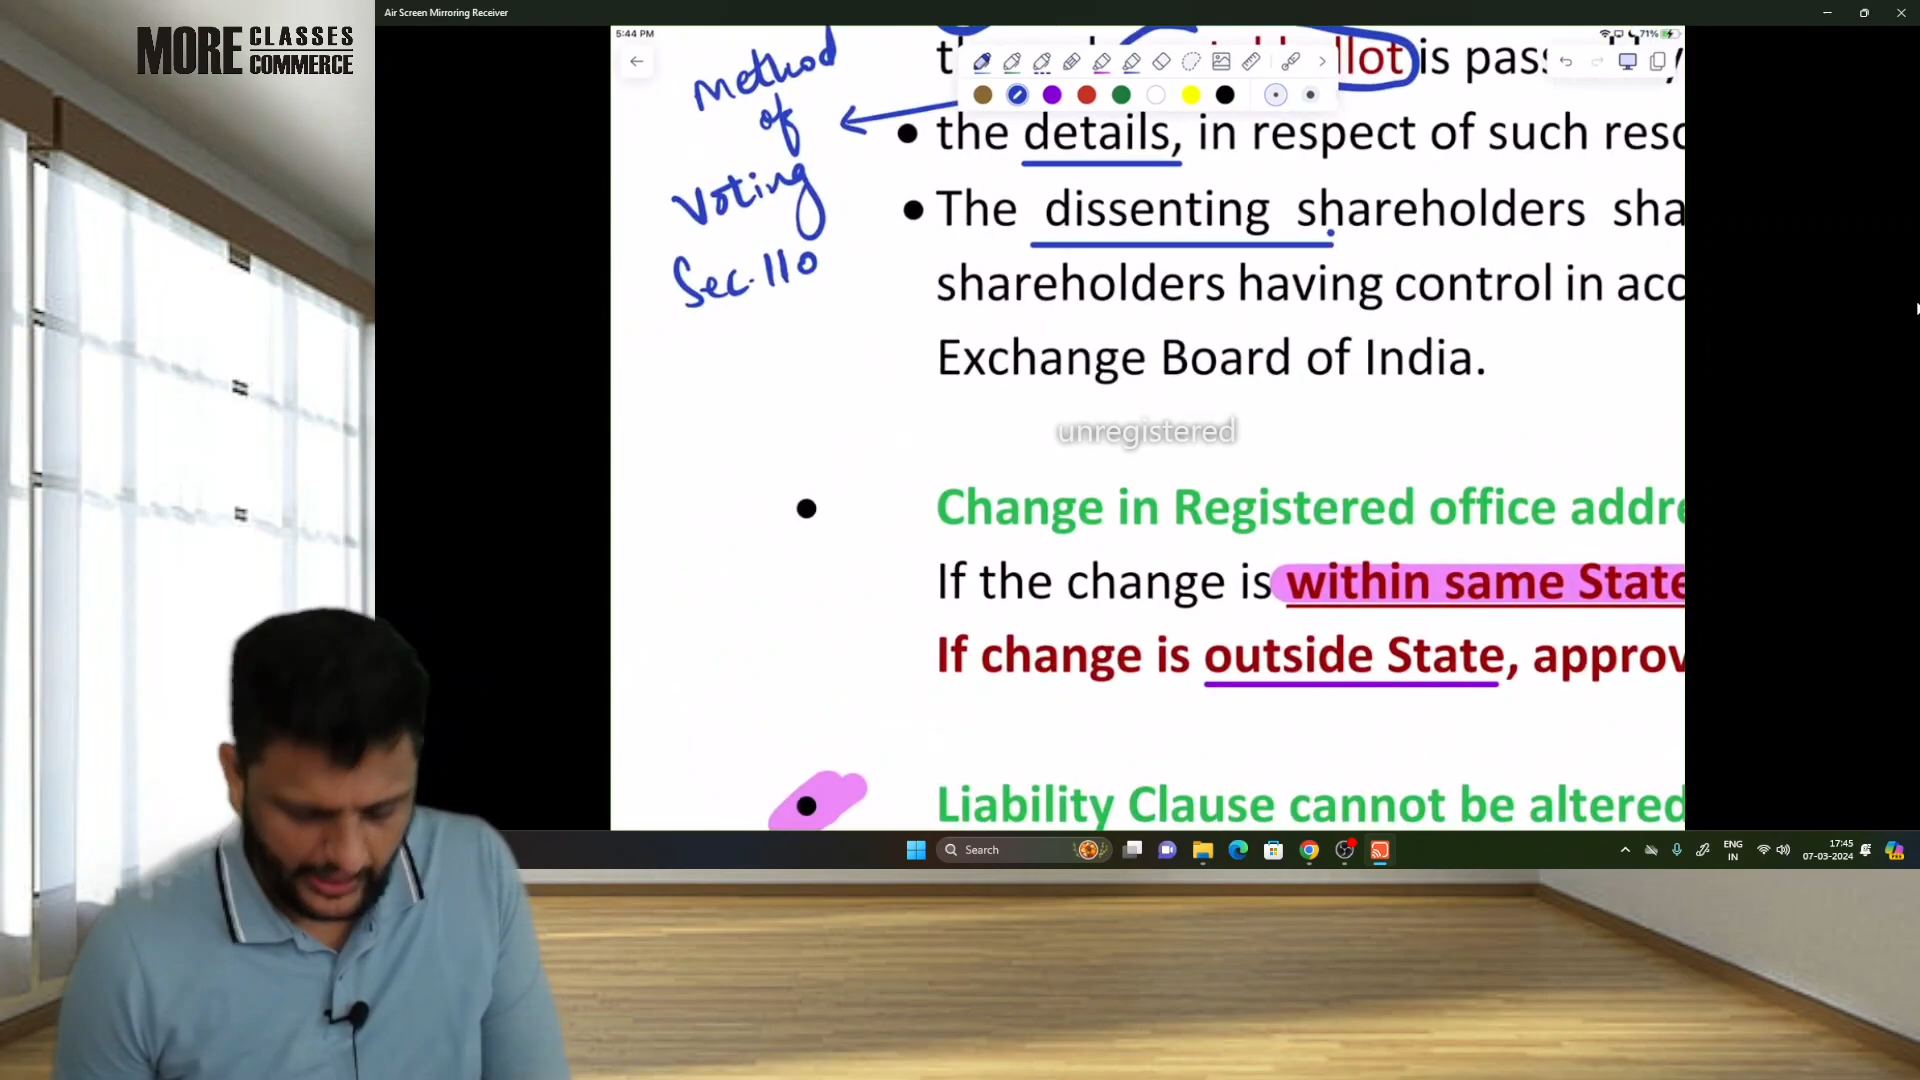 Air Screen Mirroring Receiver
MORE CLASSES
COMMERCE
5:44 PM
71%
method
of
voting
Sec. 110
llot is pass
the details, in respect of such reso
The dissenting shareholders sha
shareholders having control in acc
Exchange Board of India.
unregistered
Change in Registered office addre
If the change is within same State
If change is outside State, approv
Liability Clause cannot be altered
Search
ENG
IN
17:45
07-03-2024